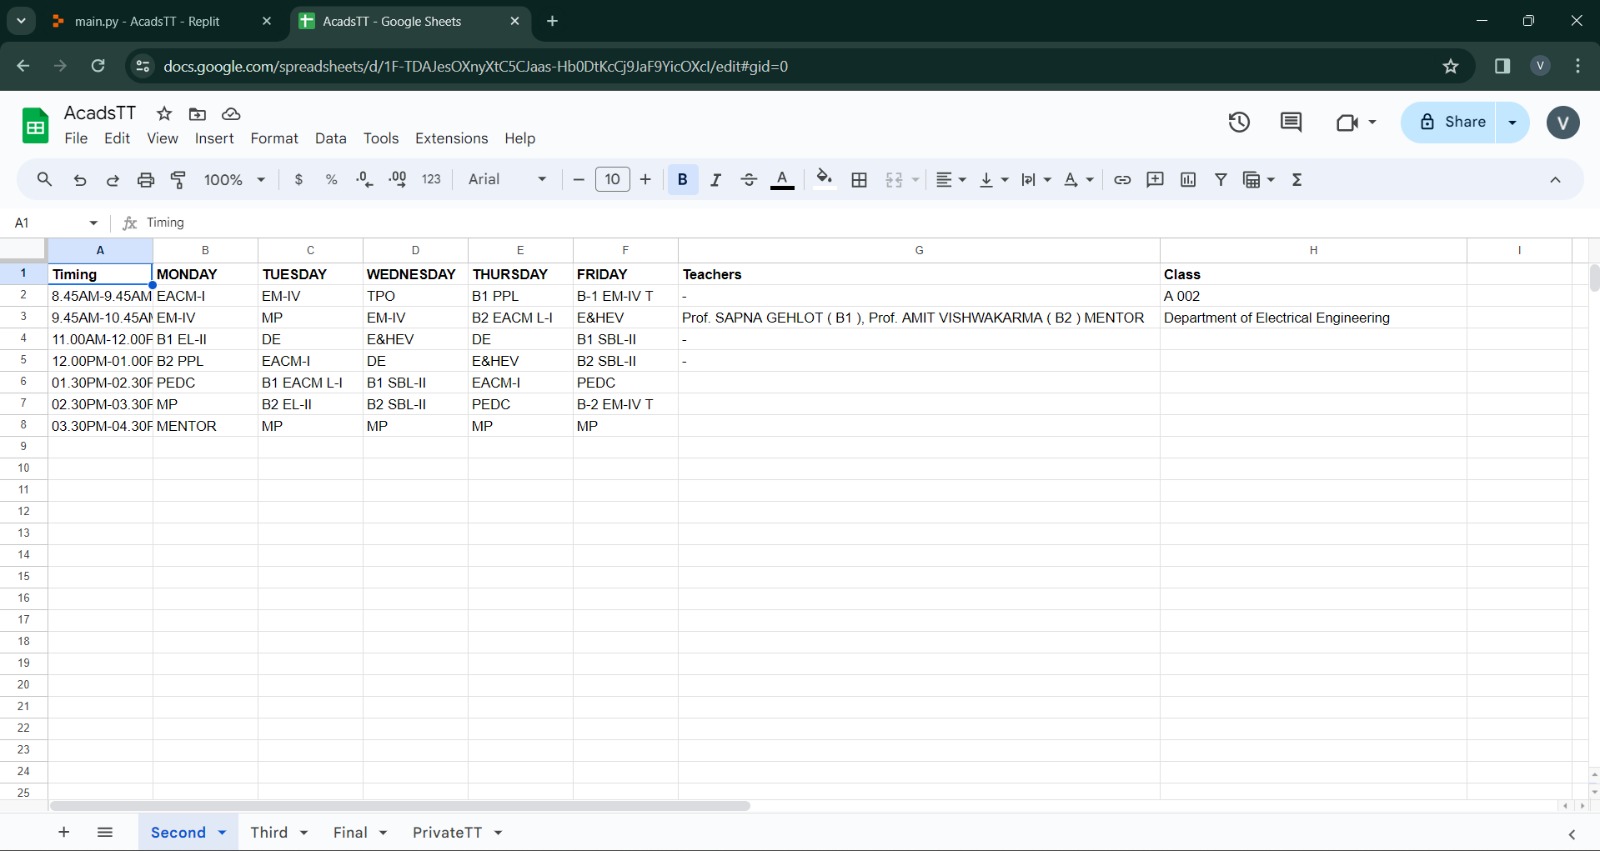 main.py - AcadsTT - Replit
AcadsTT - Google Sheets
docs.google.com/spreadsheets/d/1F-TDAJesOXnyXtC5CJaas-Hb0DtKcCj9JaF9YicOXcI/edit#gid=0
V
AcadsTT
File Edit View Insert Format Data Tools Extensions Help
Share
V
100% $ % .0 .00 123 Arial 10 B I A
A1 fx Timing
A B C D E F G H I
1 Timing MONDAY TUESDAY WEDNESDAY THURSDAY FRIDAY Teachers Class
2 8.45AM-9.45AM EACM-I EM-IV TPO B1 PPL B-1 EM-IV T - A 002
3 9.45AM-10.45AM EM-IV MP EM-IV B2 EACM L-I E&HEV Prof. SAPNA GEHLOT ( B1 ), Prof. AMIT VISHWAKARMA ( B2 ) MENTOR Department of Electrical Engineering
4 11.00AM-12.00P B1 EL-II DE E&HEV DE B1 SBL-II -
5 12.00PM-01.00P B2 PPL EACM-I DE E&HEV B2 SBL-II -
6 01.30PM-02.30P PEDC B1 EACM L-I B1 SBL-II EACM-I PEDC
7 02.30PM-03.30P MP B2 EL-II B2 SBL-II PEDC B-2 EM-IV T
8 03.30PM-04.30P MENTOR MP MP MP MP
9
10
11
12
13
14
15
16
17
18
19
20
21
22
23
24
25
Second Third Final PrivateTT